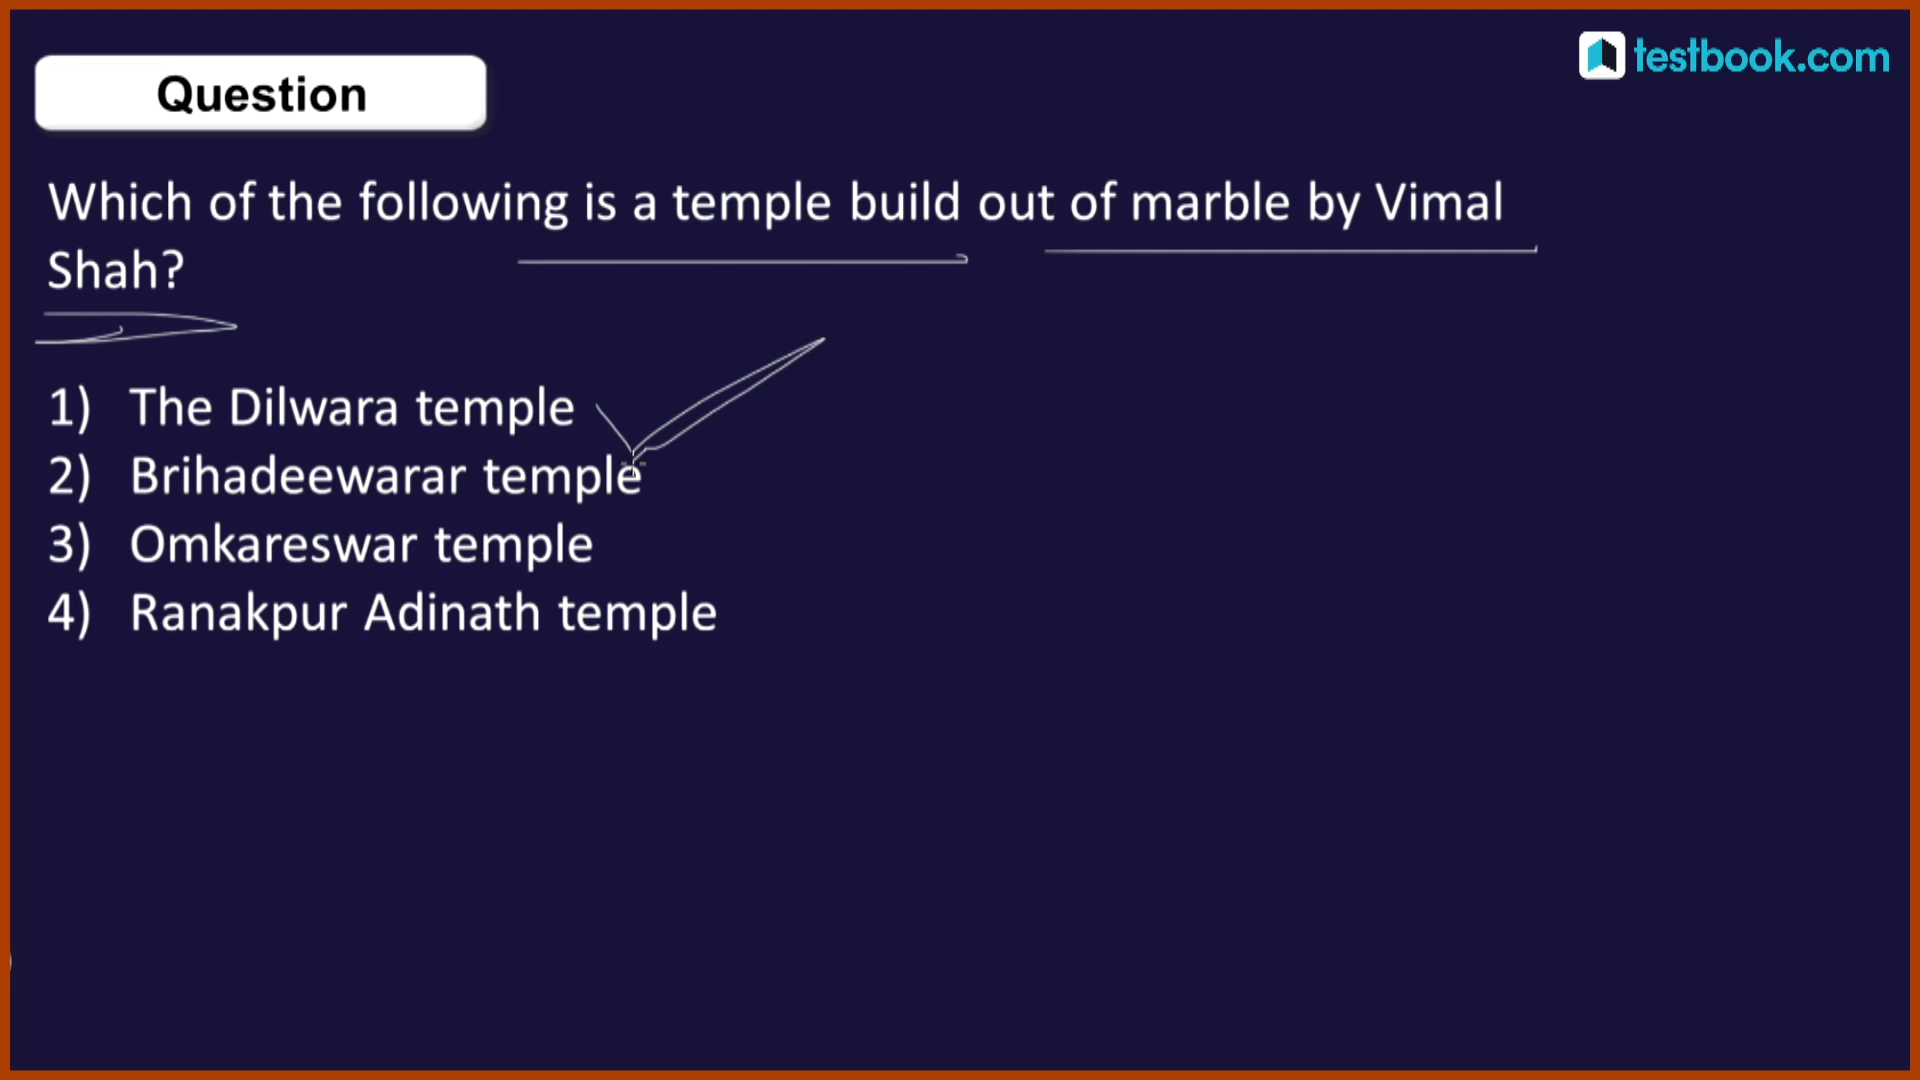 testbook.com
Question
Which of the following is a temple build out of marble by Vimal
Shah?
1) The Dilwara temple
2) Brihadeewarar temple
3) Omkareswar temple
4) Ranakpur Adinath temple